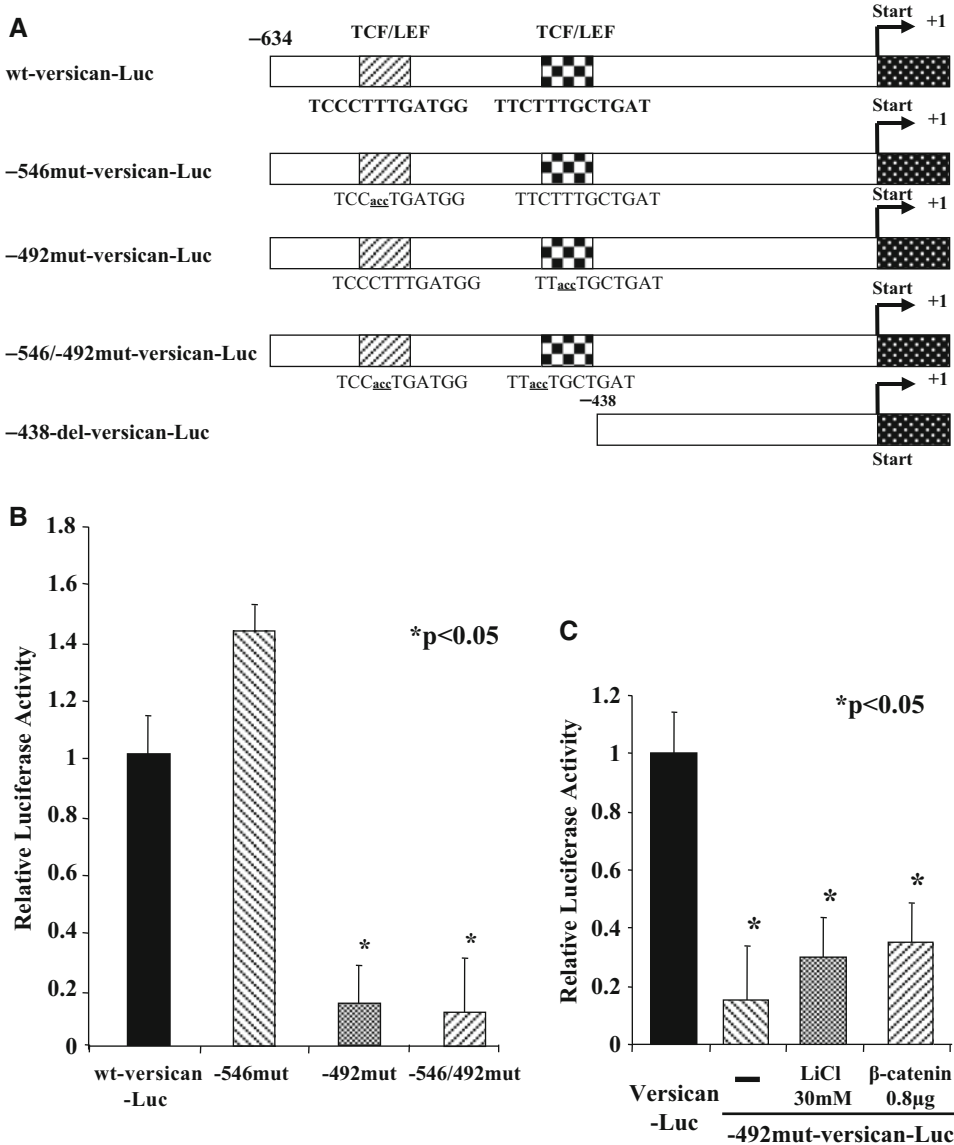 A
−634
TCF/LEF
TCF/LEF
Start
+1
wt-versican-Luc
TCCCTTTGATGG
TTCTTTGCTGAT
Start
+1
−546mut-versican-Luc
TCCaccTGATGG
TTCTTTGCTGAT
Start
+1
−492mut-versican-Luc
TCCCTTTGATGG
TTaccTGCTGAT
Start
+1
−546/-492mut-versican-Luc
TCCaccTGATGG
TTaccTGCTGAT
−438
Start
+1
−438-del-versican-Luc
Start
B
Relative Luciferase Activity
1.8
1.6
1.4
1.2
1
0.8
0.6
0.4
0.2
0
*p<0.05
*
*
wt-versican
-Luc
-546mut
-492mut
-546/492mut
C
Relative Luciferase Activity
1.2
1
0.8
0.6
0.4
0.2
0
*p<0.05
*
*
*
Versican
-Luc
−
LiCl
30mM
β-catenin
0.8µg
-492mut-versican-Luc